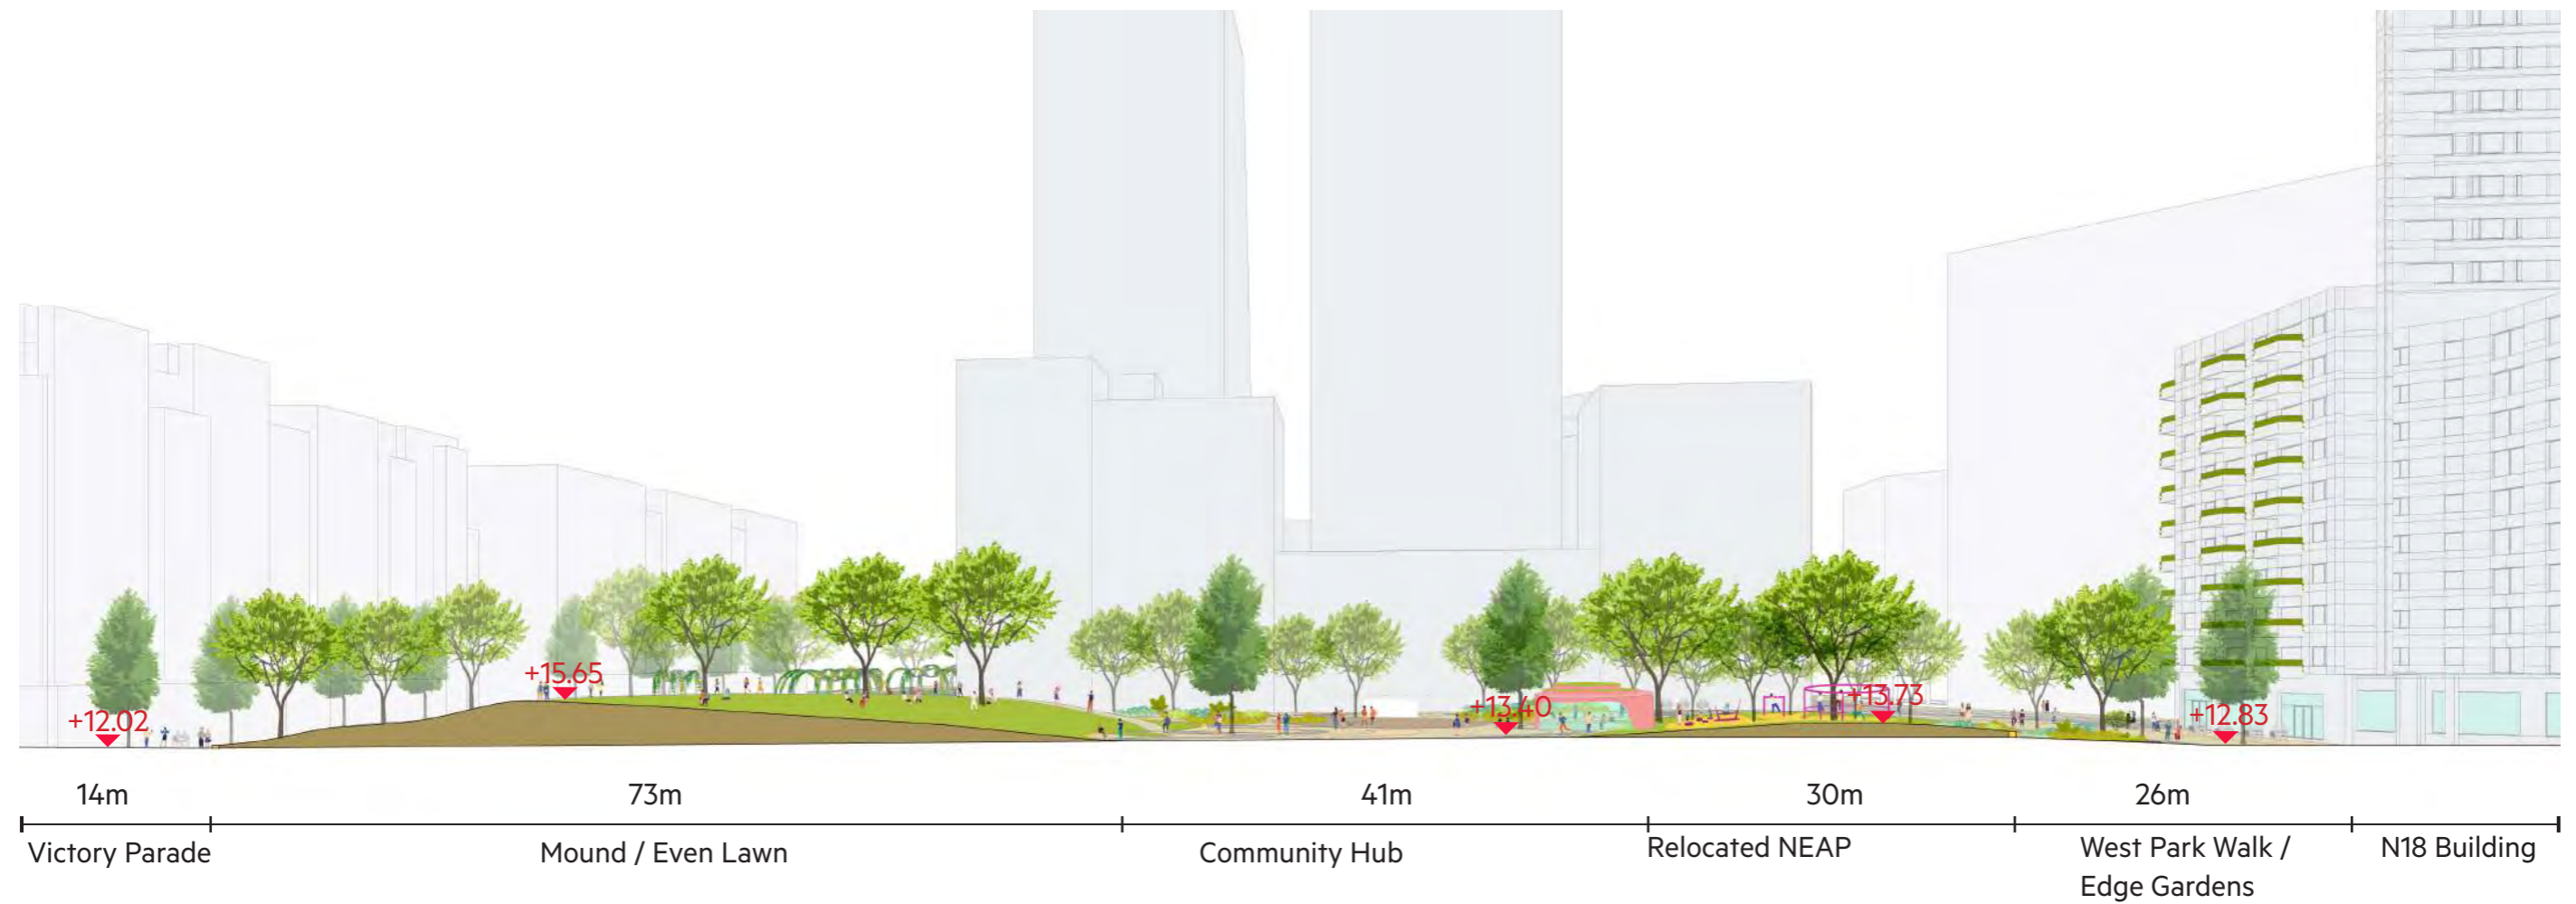 +15.65
+12.02
+13.40
+13.73
+12.83
14m
73m
41m
30m
26m
Victory Parade
Mound / Even Lawn
Community Hub
Relocated NEAP
West Park Walk /
Edge Gardens
N18 Building